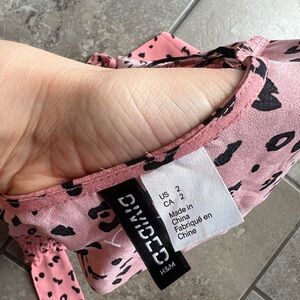 DIVIDED
H&M
US 2
CA 2
Made in
China
Fabriqué en
Chine